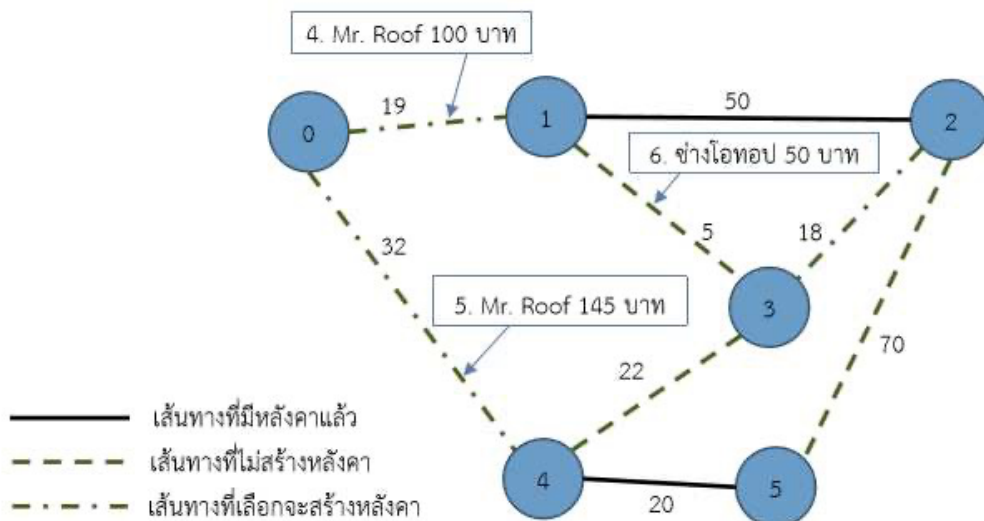 4. Mr. Roof 100 บาท
19
50
0
1
2
6. ช่างโอทอป 50 บาท
5
18
32
3
5. Mr. Roof 145 บาท
70
22
เส้นทางที่มีหลังคาแล้ว
เส้นทางที่ไม่สร้างหลังคา
4
5
20
เส้นทางที่เลือกจะสร้างหลังคา